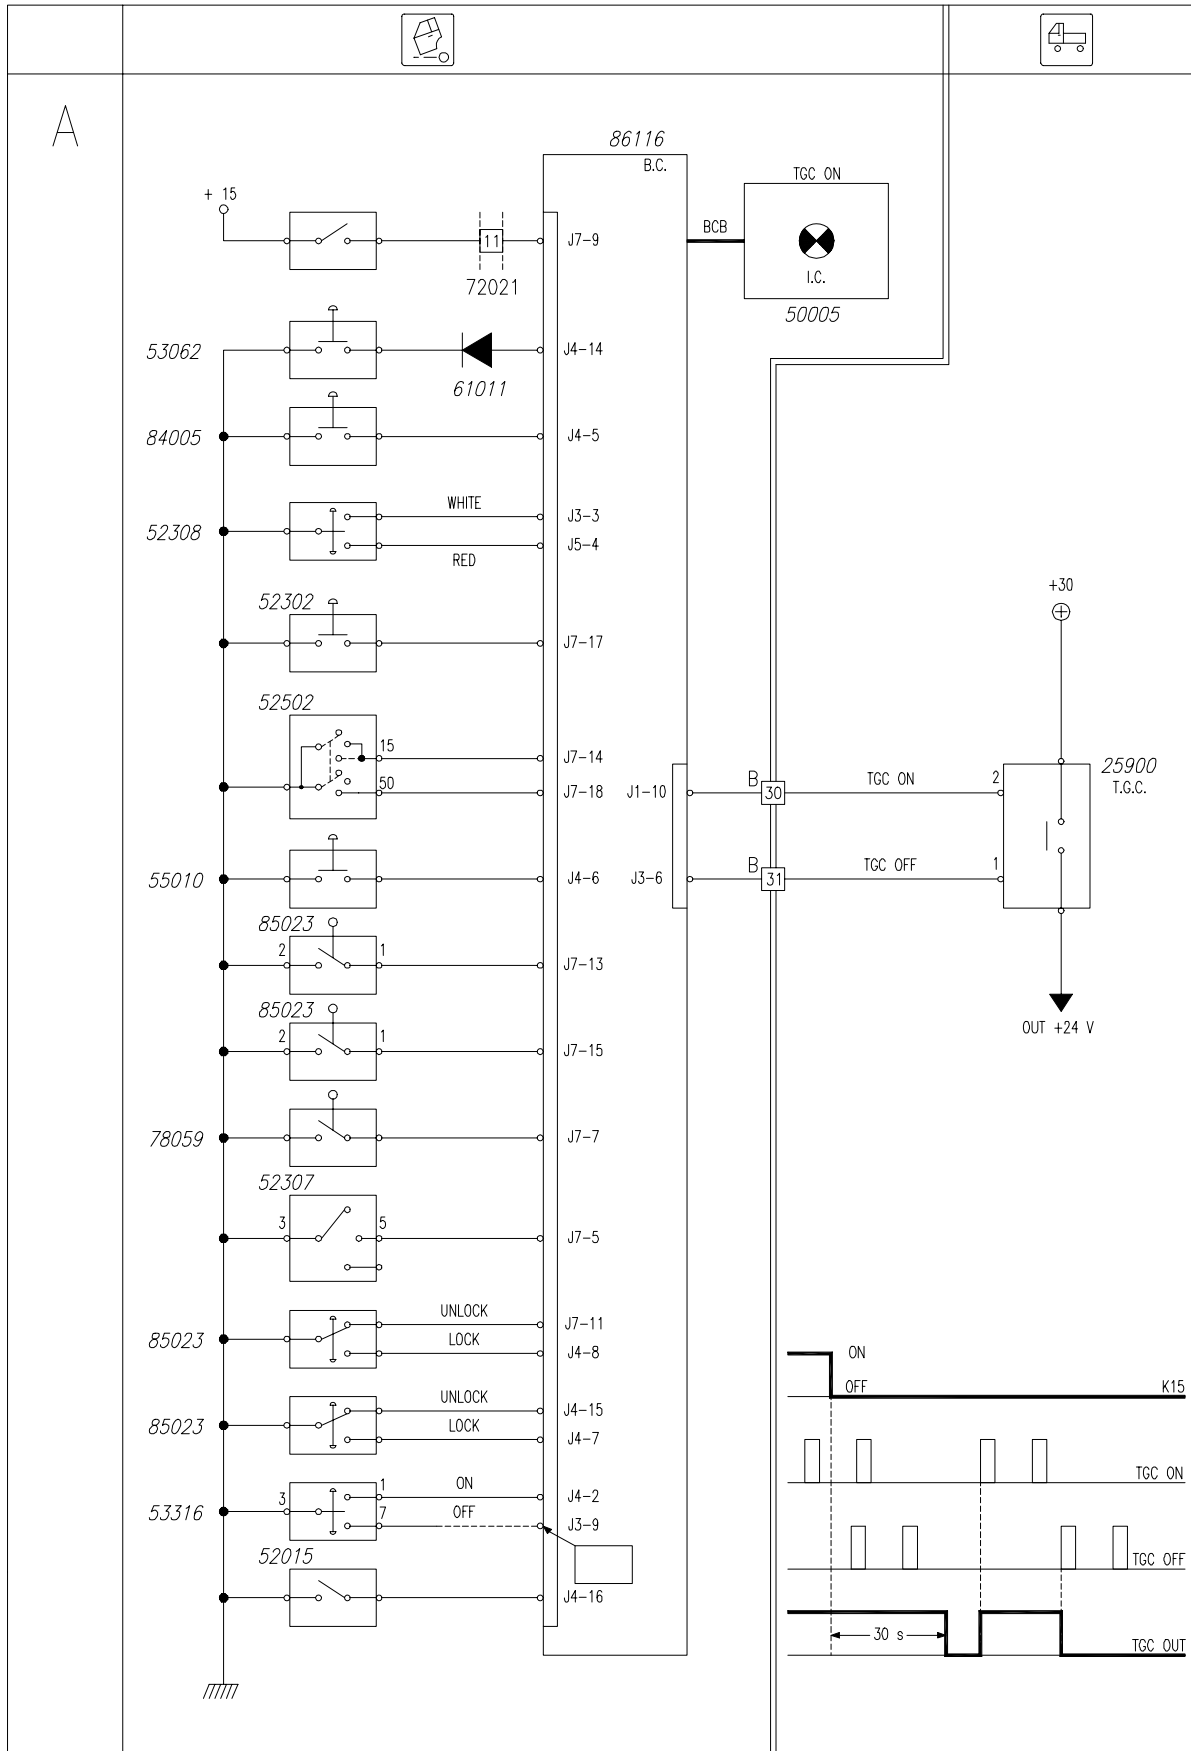 A
86116
B.C.
TGC ON
+ 15
BCB
11
J7-9
72021
I.C.
50005
53062
J4-14
61011
84005
J4-5
WHITE
J3-3
52308
J5-4
RED
+30
52302
J7-17
52502
15
J7-14
25900
T.G.C.
50
J7-18
J1-10
B
30
TGC ON
2
55010
J4-6
J3-6
B
31
TGC OFF
1
85023
2
1
J7-13
85023
2
1
J7-15
OUT +24 V
78059
J7-7
52307
3
5
J7-5
UNLOCK
J7-11
85023
LOCK
J4-8
ON
OFF
K15
UNLOCK
J4-15
85023
LOCK
J4-7
TGC ON
1
ON
J4-2
53316
3
7
OFF
J3-9
52015
TGC OFF
J4-16
30 s
TGC OUT